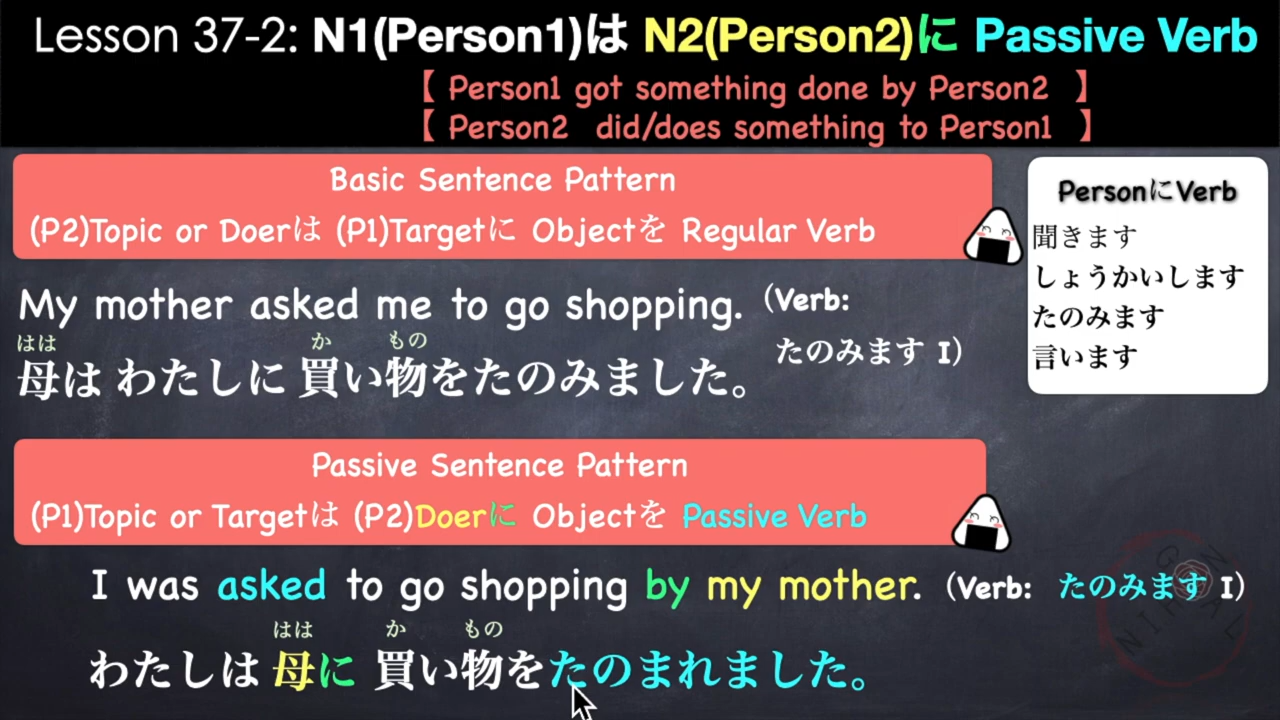 Lesson 37-2: N1(Person1)は N2(Person2)に Passive Verb
【 Person1 got something done by Person2 】
【 Person2 did/does something to Person1 】
Basic Sentence Pattern
(P2)Topic or Doerは (P1)Targetに Objectを Regular Verb
PersonにVerb
聞きます
しょうかいします
たのみます
言います
My mother asked me to go shopping. (Verb:
たのみます I)
はは か もの
母は わたしに 買い物をたのみました。
Passive Sentence Pattern
(P1)Topic or Targetは (P2)Doerに Objectを Passive Verb
I was asked to go shopping by my mother. (Verb: たのみます I)
はは か もの
わたしは 母に 買い物をたのまれました。